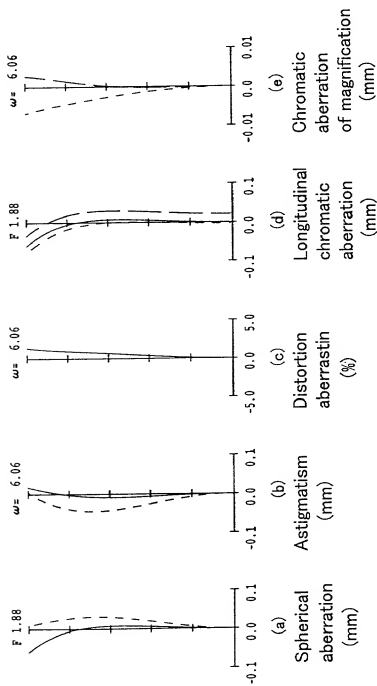 F 1.88
-0.1 0.0 0.1
(a)
Spherical
aberration
(mm)
ω= 6.06
-0.1 0.0 0.1
(b)
Astigmatism
(mm)
ω= 6.06
-5.0 0.0 5.0
(c)
Distortion
aberrastin
(%)
F 1.88
-0.1 0.0 0.1
(d)
Longitudinal
chromatic
aberration
(mm)
ω= 6.06
-0.01 0.0 0.01
(e)
Chromatic
aberration
of magnification
(mm)